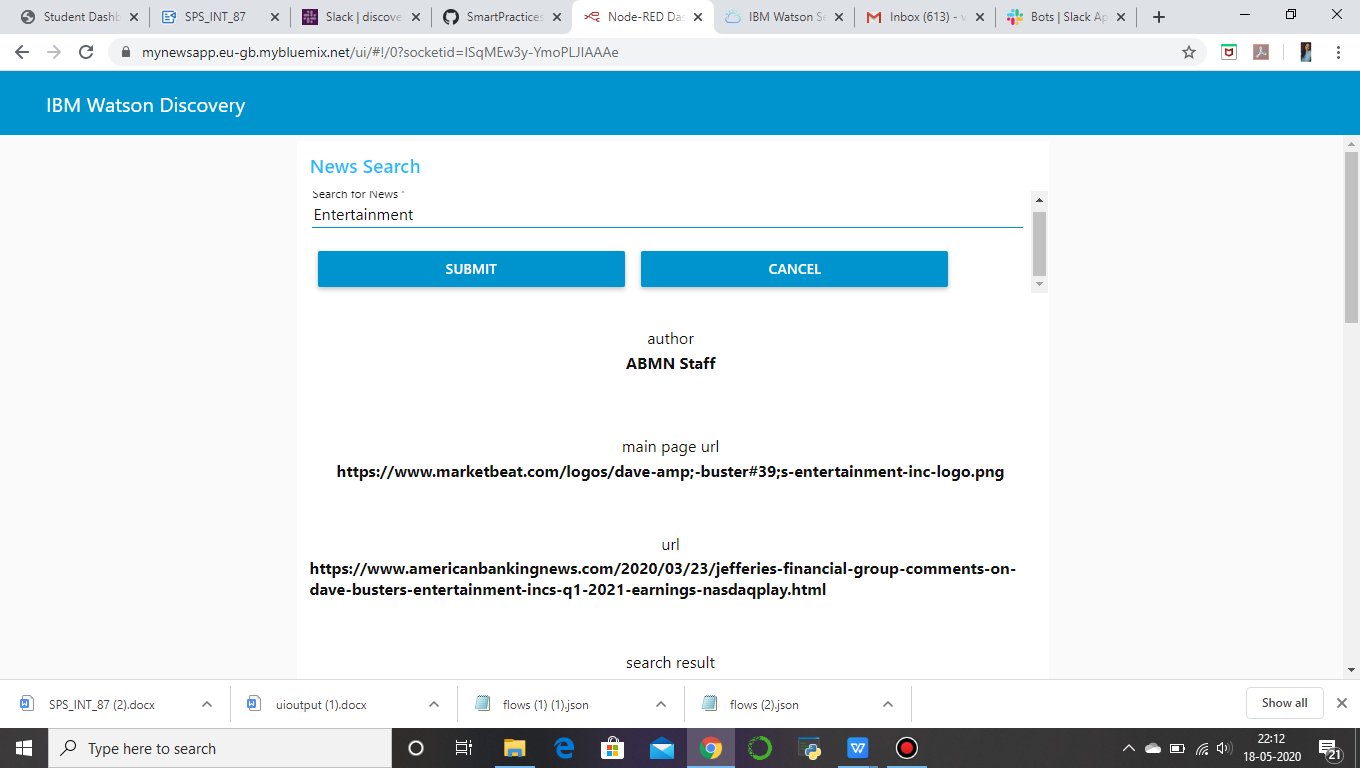 Student Dashb
SPS_INT_87
Slack | discove
SmartPractices
Node-RED Da
IBM Watson Se
Inbox (613) - v
Bots | Slack Ap
mynewsapp.eu-gb.mybluemix.net/ui/#!/0?socketid=ISqMEw3y-YmoPLJIAAAe
IBM Watson Discovery
News Search
Search for News *
Entertainment
SUBMIT CANCEL
author
ABMN Staff
main page url
https://www.marketbeat.com/logos/dave-amp;-buster#39;s-entertainment-inc-logo.png
url
https://www.americanbankingnews.com/2020/03/23/jefferies-financial-group-comments-on-
dave-busters-entertainment-incs-q1-2021-earnings-nasdaqplay.html
search result
SPS_INT_87 (2).docx
uioutput (1).docx
flows (1) (1).json
flows (2).json
Show all
Type here to search
22:12
18-05-2020
21